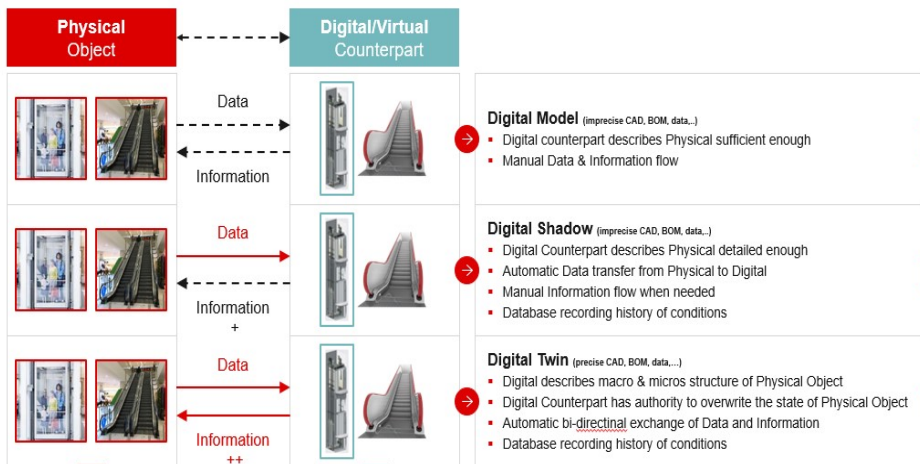 Physical
Object
Digital/Virtual
Counterpart
Data
Information
Digital Model (imprecise CAD, BOM, data,..)
Digital counterpart describes Physical sufficient enough
Manual Data & Information flow
Data
Information
+
Digital Shadow (imprecise CAD, BOM, data,..)
Digital Counterpart describes Physical detailed enough
Automatic Data transfer from Physical to Digital
Manual Information flow when needed
Database recording history of conditions
Data
Information
++
Digital Twin (precise CAD, BOM, data,...)
Digital describes macro & micros structure of Physical Object
Digital Counterpart has authority to overwrite the state of Physical Object
Automatic bi-directinal exchange of Data and Information
Database recording history of conditions